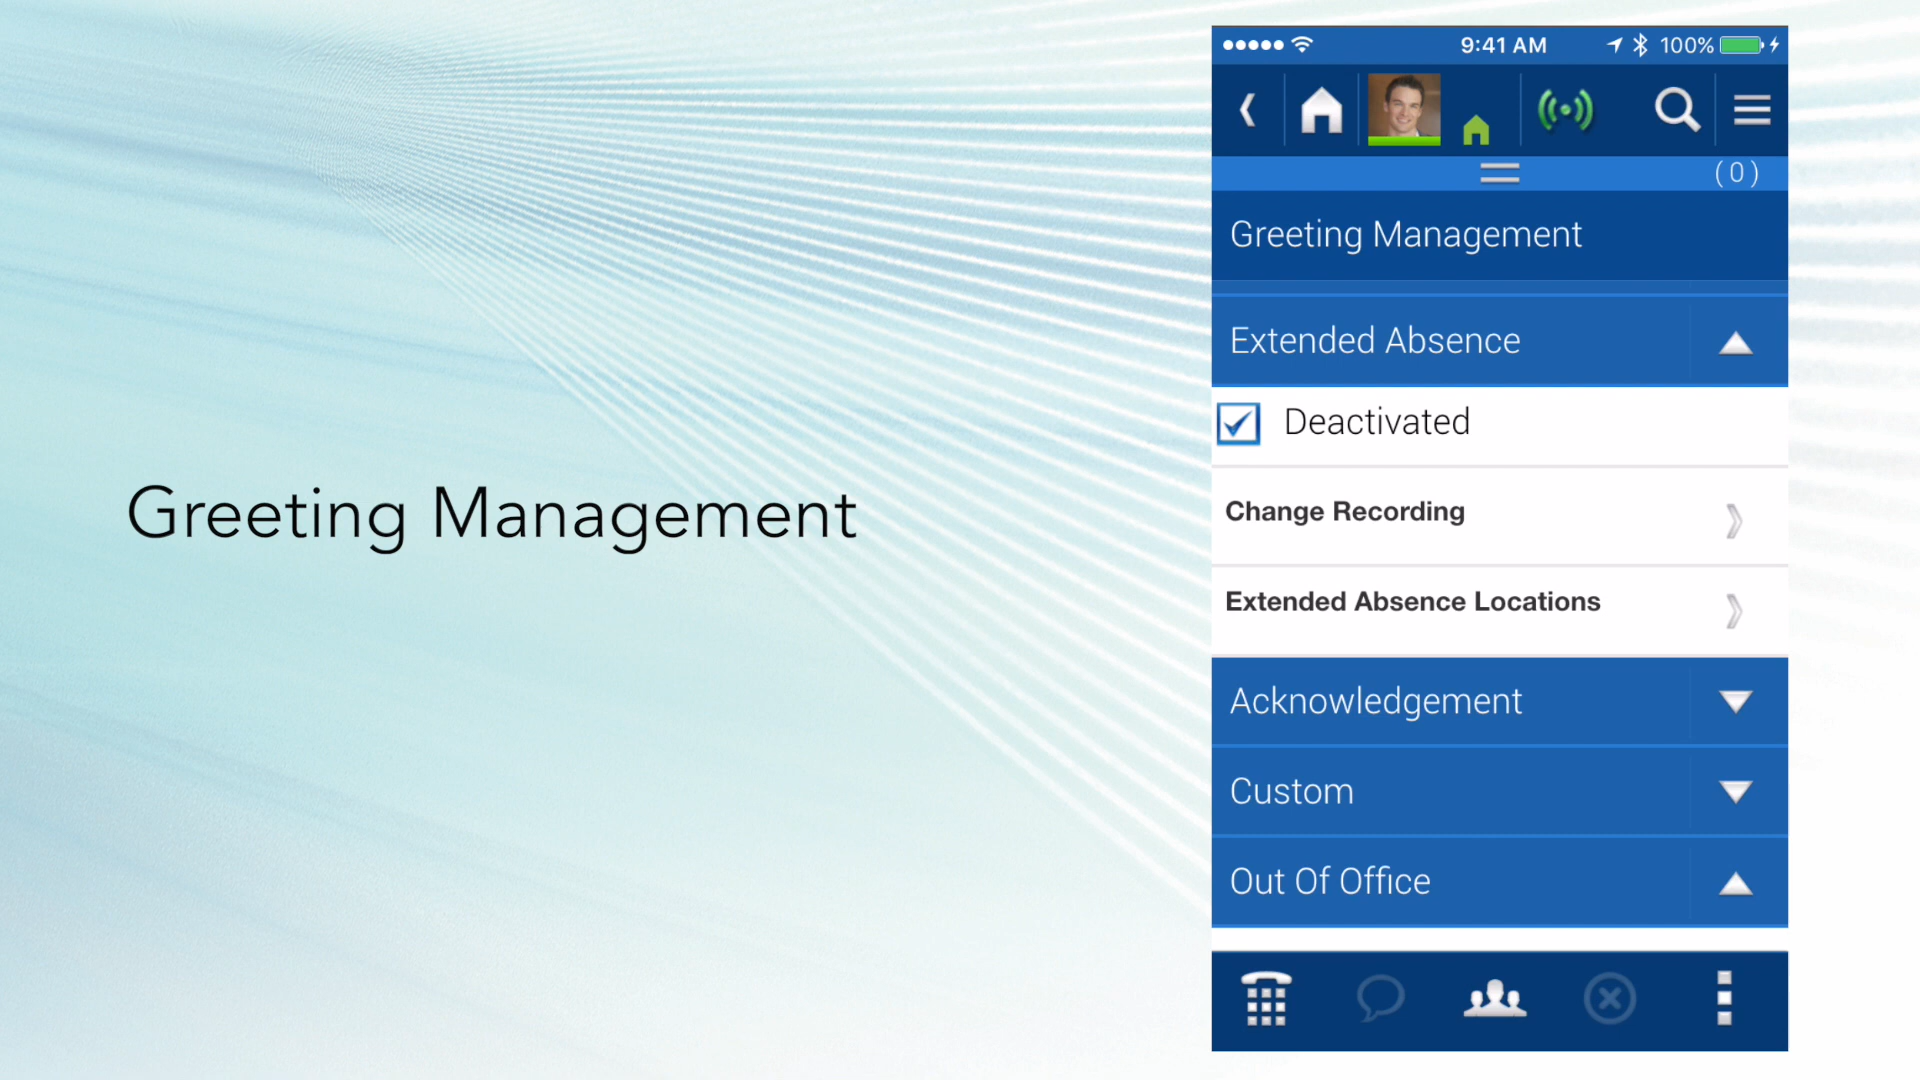 Greeting Management
9:41 AM
100%
( 0 )
Greeting Management
Extended Absence
Deactivated
Change Recording
Extended Absence Locations
Acknowledgement
Custom
Out Of Office